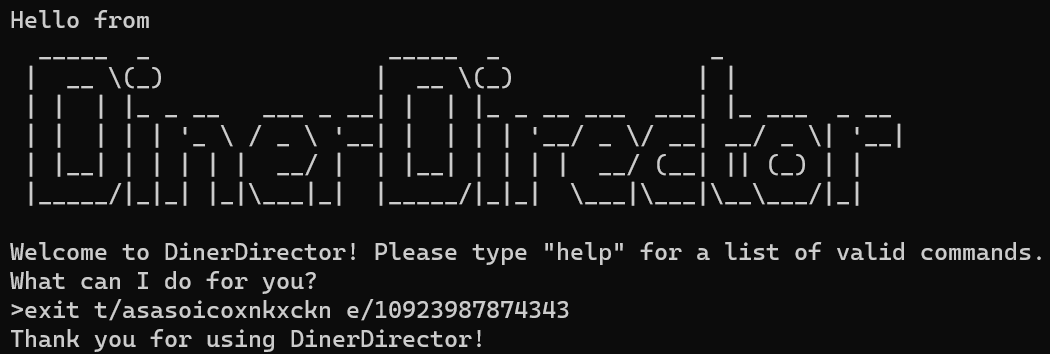 Hello from
DinerDirector
Welcome to DinerDirector! Please type "help" for a list of valid commands.
What can I do for you?
>exit t/asasoicoxnkxckn e/10923987874343
Thank you for using DinerDirector!